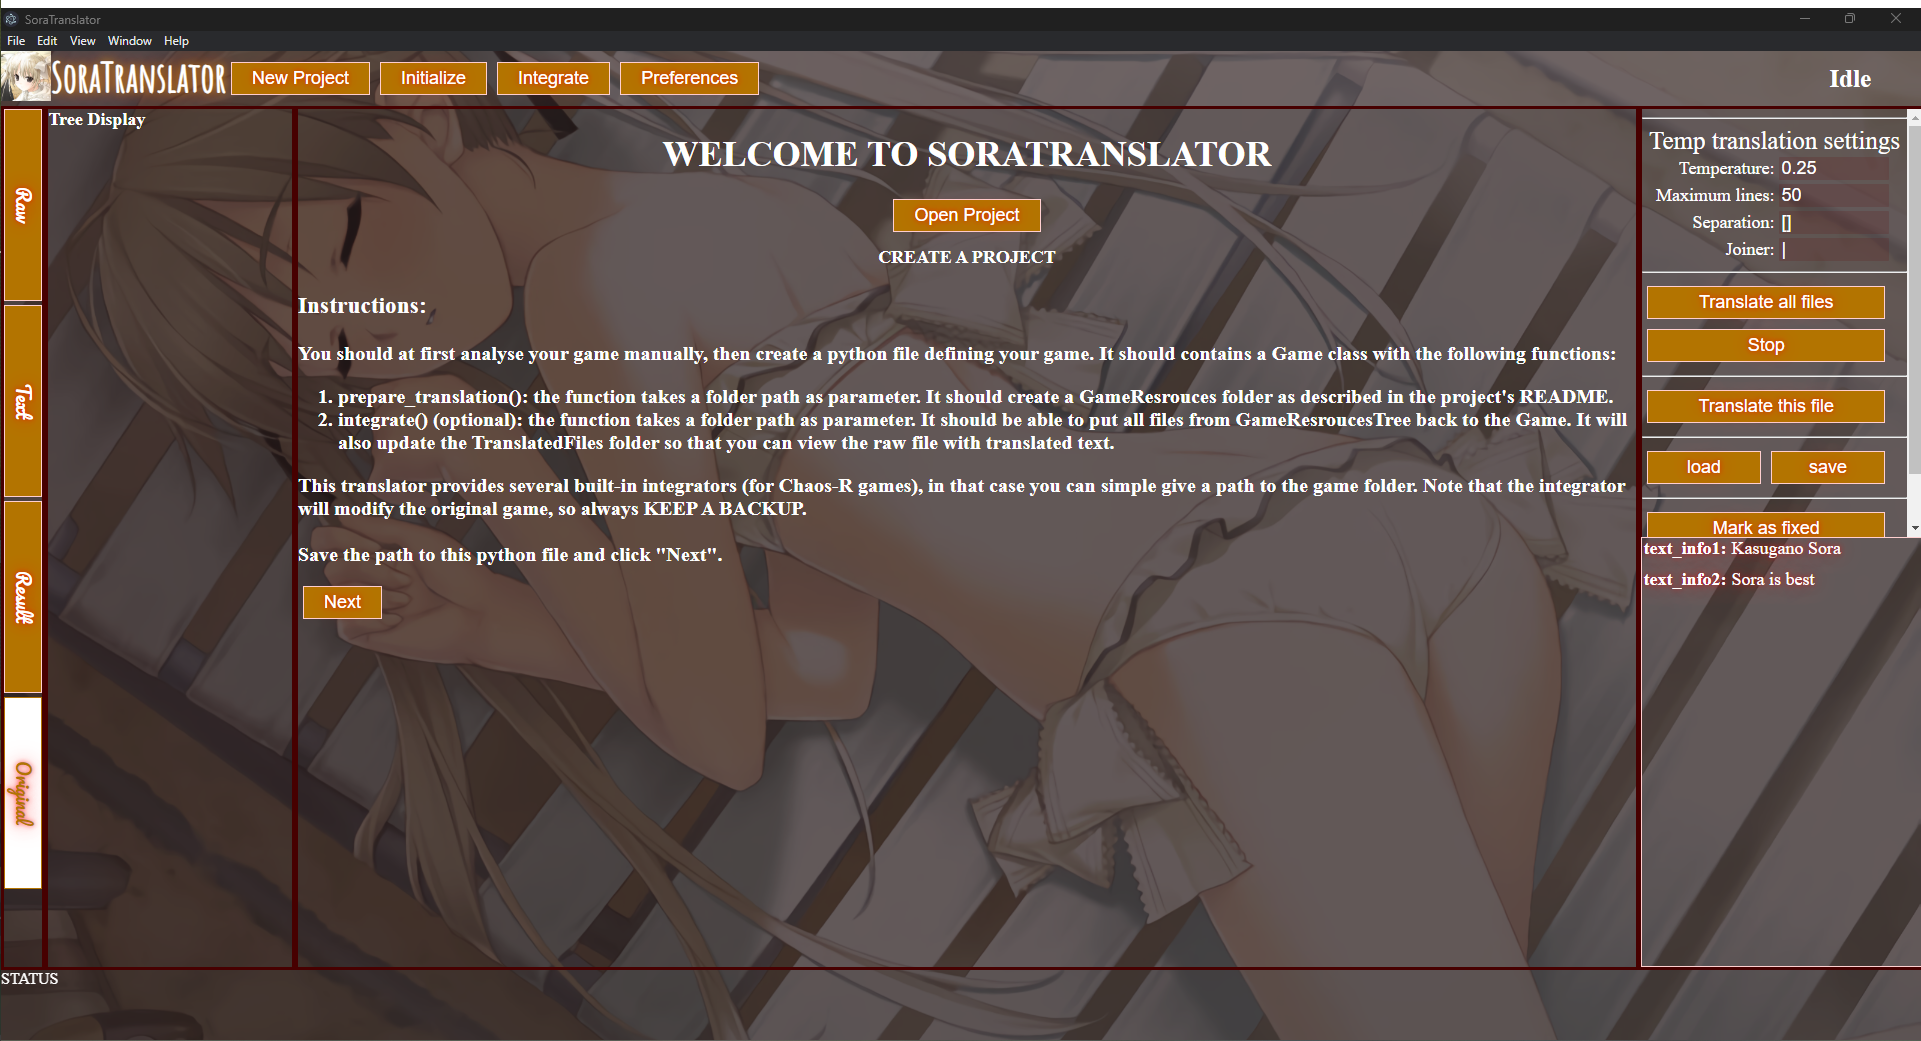 SoraTranslator
File Edit View Window Help
SORATRANSLATOR New Project Initialize Integrate Preferences Idle
Raw
Text
Result
Original
Tree Display
WELCOME TO SORATRANSLATOR
Open Project
CREATE A PROJECT
Instructions:
You should at first analyse your game manually, then create a python file defining your game. It should contains a Game class with the following functions:
1. prepare_translation(): the function takes a folder path as parameter. It should create a GameResrouces folder as described in the project's README.
2. integrate() (optional): the function takes a folder path as parameter. It should be able to put all files from GameResroucesTree back to the Game. It will
also update the TranslatedFiles folder so that you can view the raw file with translated text.
This translator provides several built-in integrators (for Chaos-R games), in that case you can simple give a path to the game folder. Note that the integrator
will modify the original game, so always KEEP A BACKUP.
Save the path to this python file and click "Next".
Next
Temp translation settings
Temperature: 0.25
Maximum lines: 50
Separation: []
Joiner: |
Translate all files
Stop
Translate this file
load save
Mark as fixed
text_info1: Kasugano Sora
text_info2: Sora is best
STATUS